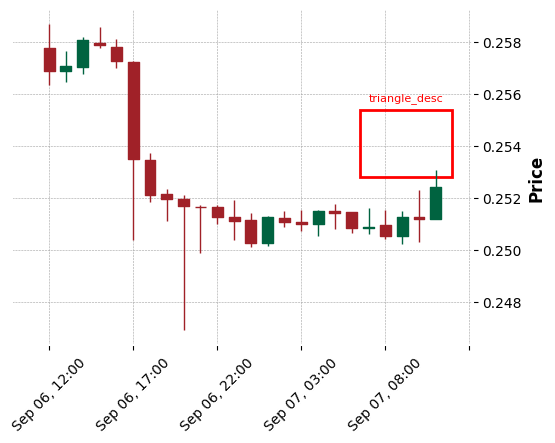 triangle_desc
0.258
0.256
0.254
0.252
0.250
0.248
Price
Sep 06, 12:00
Sep 06, 17:00
Sep 06, 22:00
Sep 07, 03:00
Sep 07, 08:00